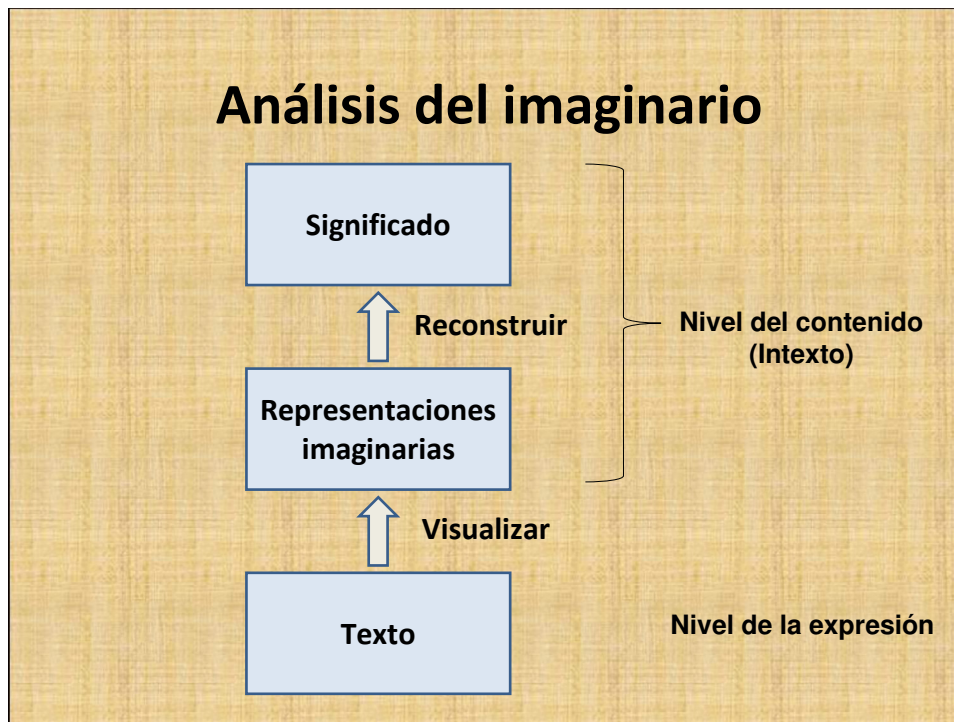 Análisis del imaginario
Significado
Reconstruir
Nivel del contenido
(Intexto)
Representaciones
imaginarias
Visualizar
Texto
Nivel de la expresión